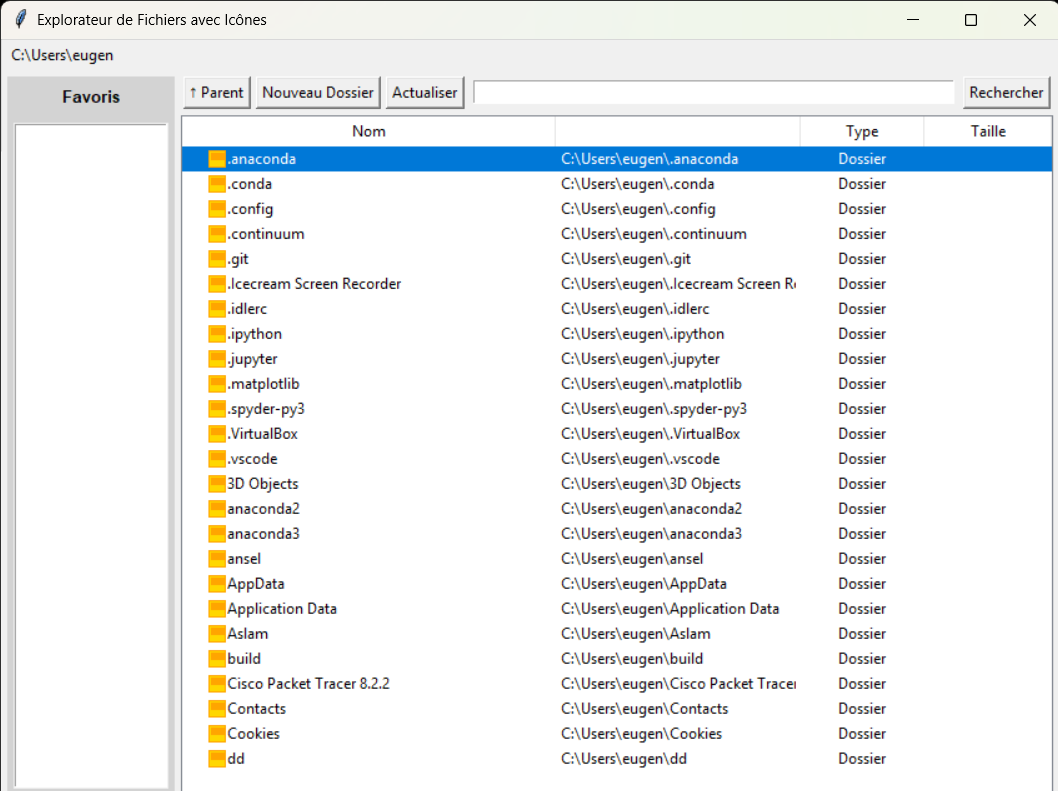 Explorateur de Fichiers avec Icônes
C:\Users\eugen
Favoris
↑ Parent Nouveau Dossier Actualiser Rechercher
Nom Type Taille
.anaconda C:\Users\eugen\.anaconda Dossier
.conda C:\Users\eugen\.conda Dossier
.config C:\Users\eugen\.config Dossier
.continuum C:\Users\eugen\.continuum Dossier
.git C:\Users\eugen\.git Dossier
.Icecream Screen Recorder C:\Users\eugen\.Icecream Screen R Dossier
.idlerc C:\Users\eugen\.idlerc Dossier
.ipython C:\Users\eugen\.ipython Dossier
.jupyter C:\Users\eugen\.jupyter Dossier
.matplotlib C:\Users\eugen\.matplotlib Dossier
.spyder-py3 C:\Users\eugen\.spyder-py3 Dossier
.VirtualBox C:\Users\eugen\.VirtualBox Dossier
.vscode C:\Users\eugen\.vscode Dossier
3D Objects C:\Users\eugen\3D Objects Dossier
anaconda2 C:\Users\eugen\anaconda2 Dossier
anaconda3 C:\Users\eugen\anaconda3 Dossier
ansel C:\Users\eugen\ansel Dossier
AppData C:\Users\eugen\AppData Dossier
Application Data C:\Users\eugen\Application Data Dossier
Aslam C:\Users\eugen\Aslam Dossier
build C:\Users\eugen\build Dossier
Cisco Packet Tracer 8.2.2 C:\Users\eugen\Cisco Packet Tracer Dossier
Contacts C:\Users\eugen\Contacts Dossier
Cookies C:\Users\eugen\Cookies Dossier
dd C:\Users\eugen\dd Dossier